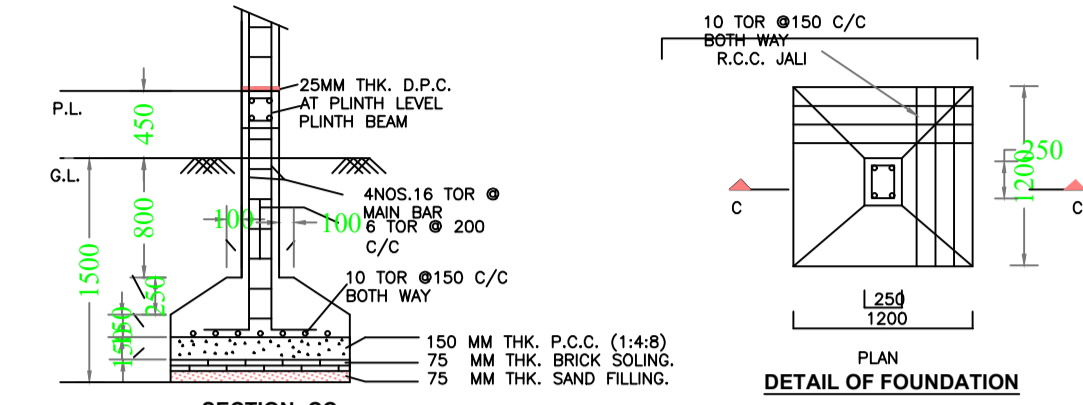 10 TOR @150 C/C
BOTH WAY
R.C.C. JALI
25MM THK. D.P.C.
AT PLINTH LEVEL
PLINTH BEAM
P.L.
450
G.L.
4NOS.16 TOR @
MAIN BAR
6 TOR @ 200
C/C
100
100
800
1500
250
10 TOR @150 C/C
BOTH WAY
150 MM THK. P.C.C. (1:4:8)
75 MM THK. BRICK SOLING.
75 MM THK. SAND FILLING.
250
1200
C
C
250
1200
PLAN
DETAIL OF FOUNDATION